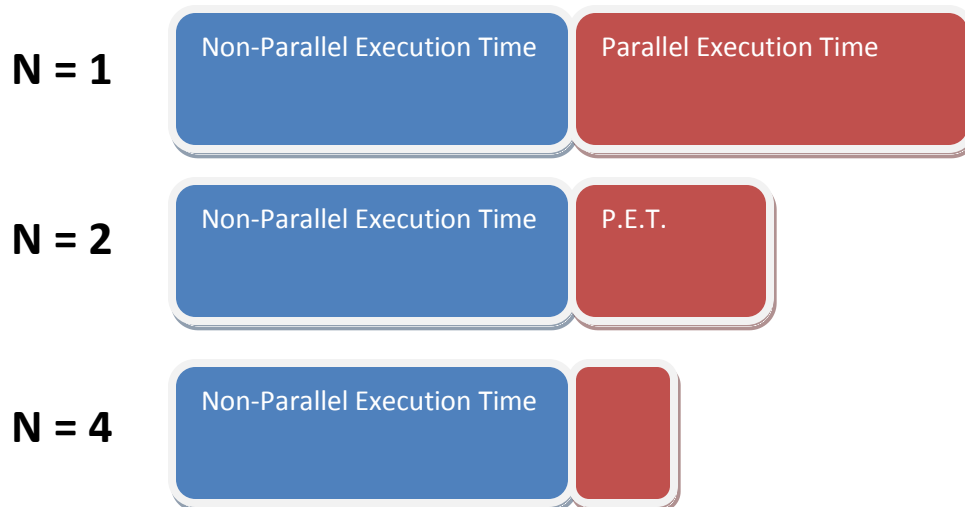 N = 1
Non-Parallel Execution Time
Parallel Execution Time
N = 2
Non-Parallel Execution Time
P.E.T.
N = 4
Non-Parallel Execution Time